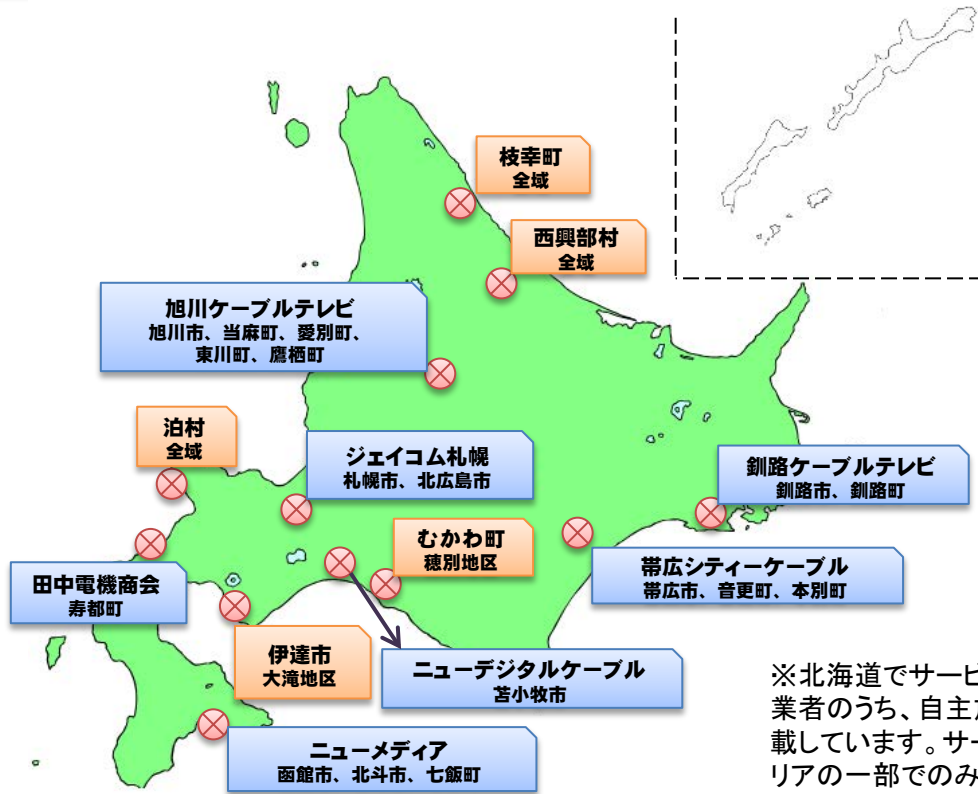 枝幸町
全域
西興部村
全域
旭川ケーブルテレビ
旭川市、当麻町、愛別町、
東川町、鷹栖町
泊村
全域
ジェイコム札幌
札幌市、北広島市
釧路ケーブルテレビ
釧路市、釧路町
むかわ町
穂別地区
帯広シティーケーブル
帯広市、音更町、本別町
田中電機商会
寿都町
伊達市
大滝地区
ニューデジタルケーブル
苫小牧市
ニューメディア
函館市、北斗市、七飯町
※北海道でサービ
業者のうち、自主
載しています。サー
リアの一部でのみ